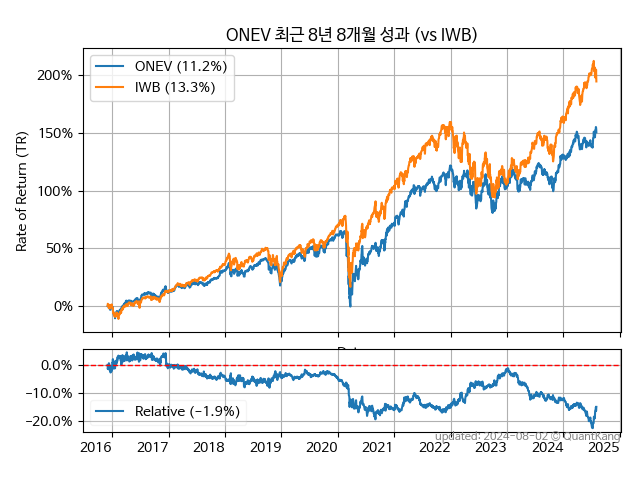 ONEV 최근 8년 8개월 성과 (vs IWB)
ONEV (11.2%)
IWB (13.3%)
Rate of Return (TR)
200%
150%
100%
50%
0%
0.0%
−10.0%
−20.0%
Relative (−1.9%)
2016 2017 2018 2019 2020 2021 2022 2023 2024 2025
updated: 2024-08-02 © QuantKang